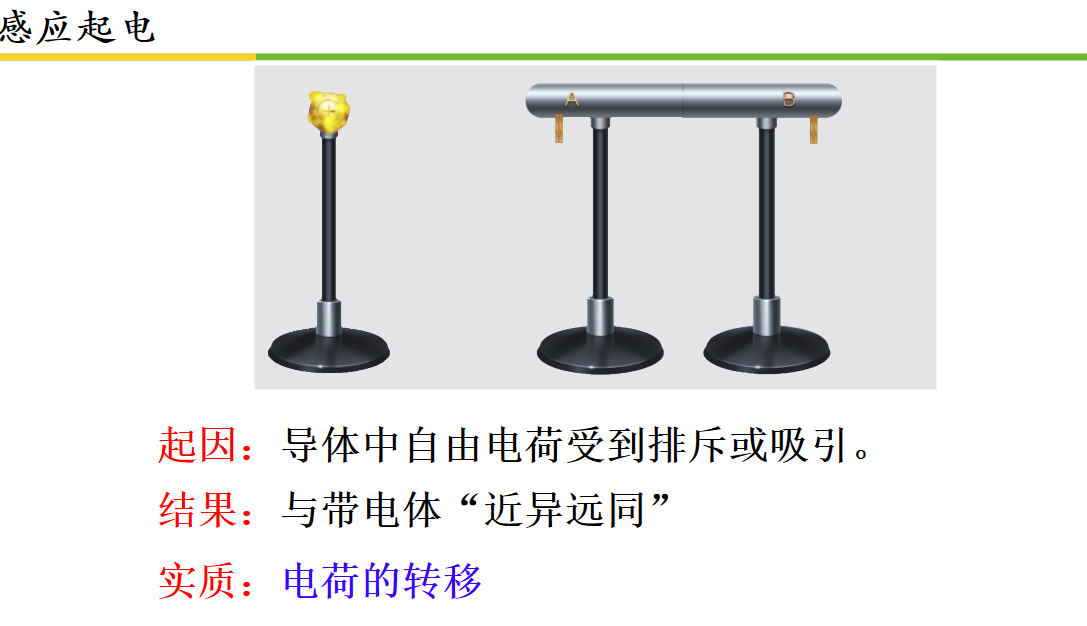 感应起电
+
A B
起因：导体中自由电荷受到排斥或吸引。
结果：与带电体“近异远同”
实质：电荷的转移